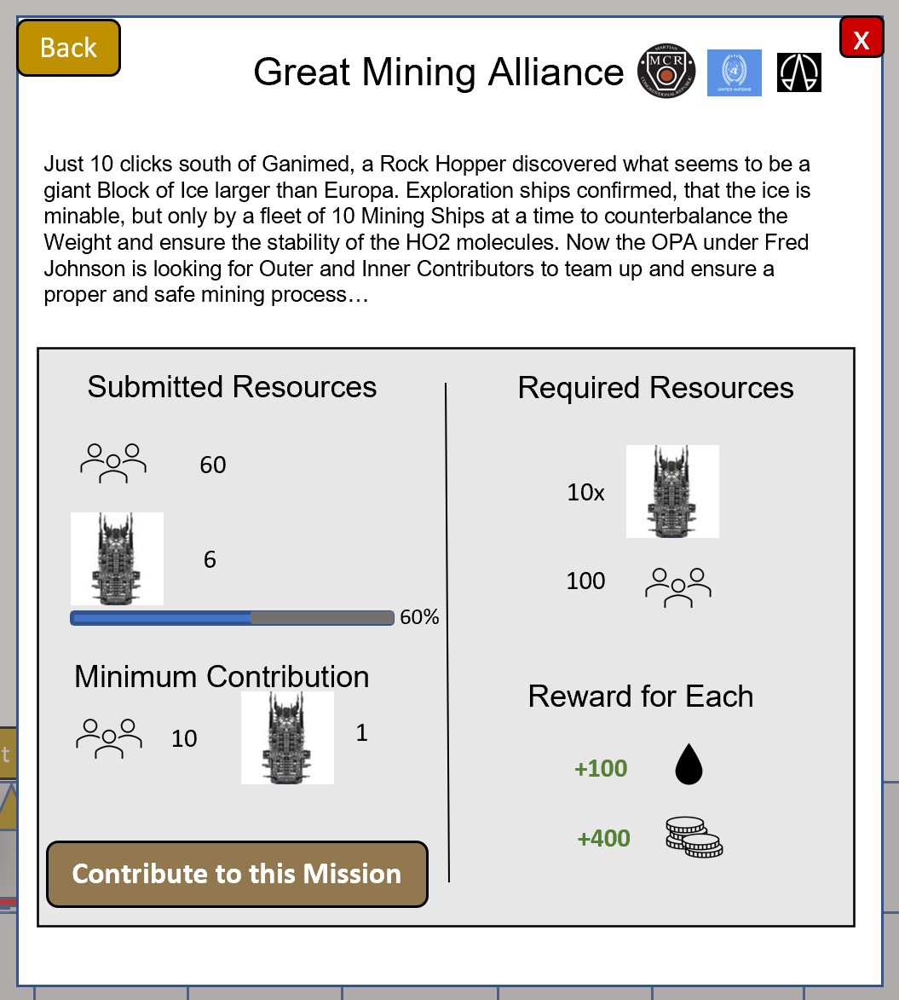 Back
X
Great Mining Alliance
MARTIAN
MCR
CONGRESSIONAL REPUBLIC
UNITED NATIONS
Just 10 clicks south of Ganimed, a Rock Hopper discovered what seems to be a
giant Block of Ice larger than Europa. Exploration ships confirmed, that the ice is
minable, but only by a fleet of 10 Mining Ships at a time to counterbalance the
Weight and ensure the stability of the HO2 molecules. Now the OPA under Fred
Johnson is looking for Outer and Inner Contributors to team up and ensure a
proper and safe mining process…
Submitted Resources
60
6
60%
Minimum Contribution
10
1
Contribute to this Mission
Required Resources
10x
100
Reward for Each
+100
+400
t